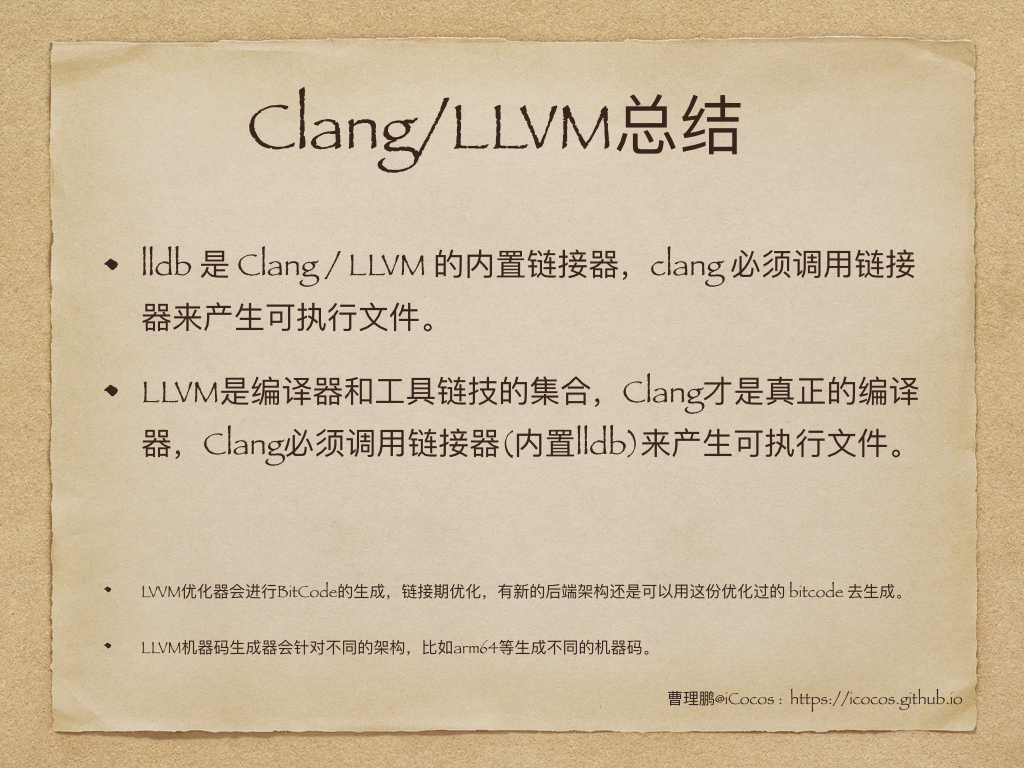 Clang/LLVM总结
• lldb 是 Clang / LLVM 的内置链接器，clang 必须调用链接
器来产生可执行文件。
• LLVM是编译器和工具链技的集合，Clang才是真正的编译
器，Clang必须调用链接器(内置lldb)来产生可执行文件。
• LVVM优化器会进行BitCode的生成，链接期优化，有新的后端架构还是可以用这份优化过的 bitcode 去生成。
• LLVM机器码生成器会针对不同的架构，比如arm64等生成不同的机器码。
曹理鹏@iCocos : https://icocos.github.io